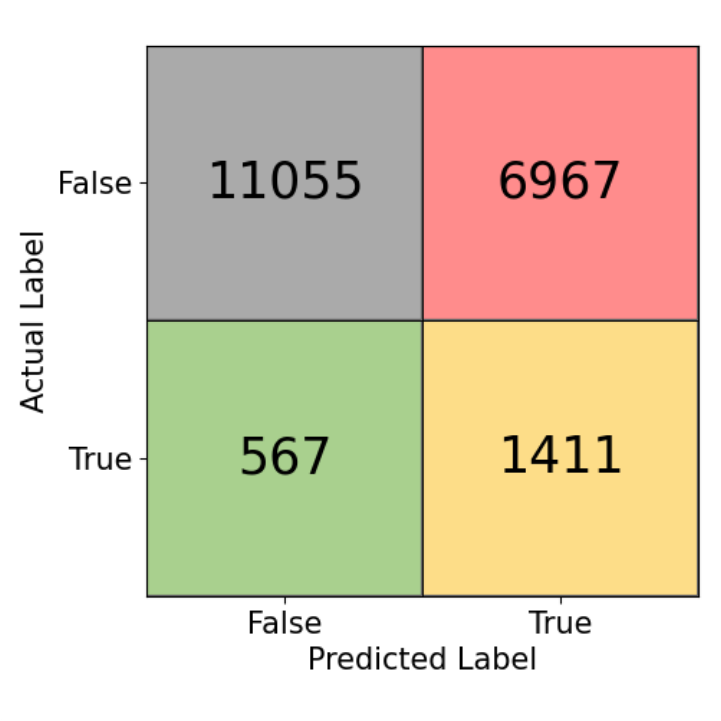 Actual Label
False
11055
6967
True
567
1411
False
True
Predicted Label